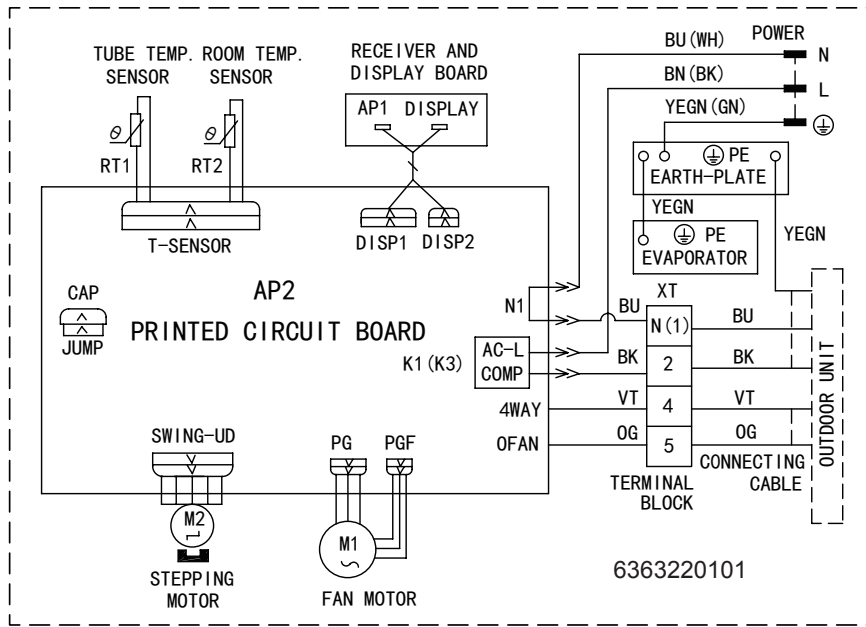 TUBE TEMP. ROOM TEMP.
SENSOR SENSOR
RECEIVER AND
DISPLAY BOARD
POWER
BU(WH)
N
BN(BK)
L
YEGN(GN)
AP1 DISPLAY
θ θ
RT1 RT2
PE
EARTH-PLATE
YEGN
YEGN
PE
EVAPORATOR
T-SENSOR
DISP1 DISP2
CAP
JUMP
AP2
PRINTED CIRCUIT BOARD
N1
BU
XT
N(1)
BU
K1(K3)
AC-L
COMP
BK
2
BK
4WAY
VT
4
VT
OFAN
OG
5
OG
OUTDOOR UNIT
TERMINAL
BLOCK
CONNECTING
CABLE
SWING-UD
PG PGF
M2
M1
STEPPING
MOTOR
FAN MOTOR
6363220101